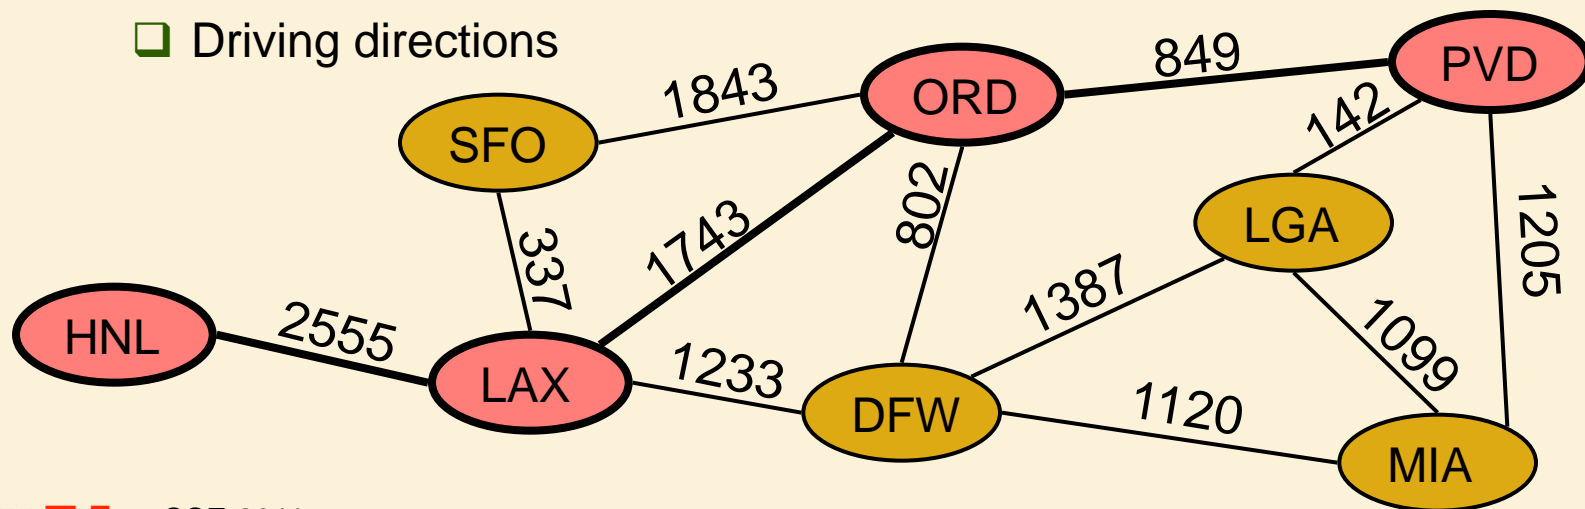 Driving directions
849
PVD
1843
ORD
142
SFO
802
LGA
1205
1743
337
1387
HNL
2555
1099
LAX
1233
DFW
1120
MIA